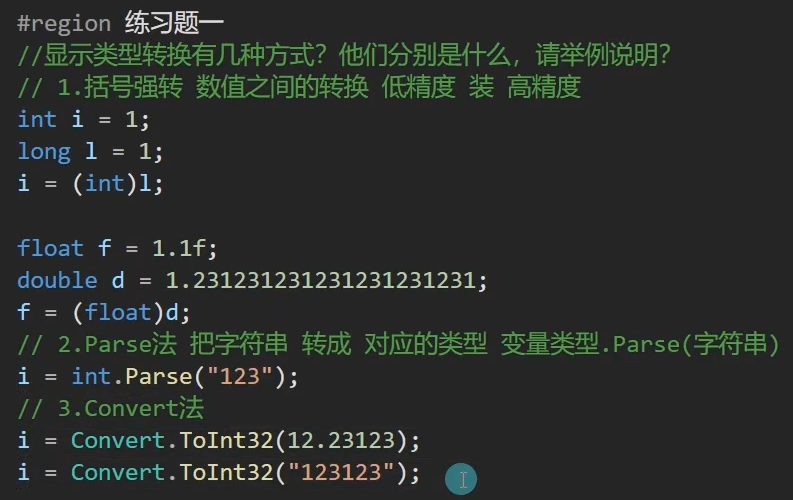 #region 练习题一
//显示类型转换有几种方式？他们分别是什么，请举例说明？
// 1.括号强转 数值之间的转换 低精度 装 高精度
int i = 1;
long l = 1;
i = (int)l;
float f = 1.1f;
double d = 1.231231231231231231231;
f = (float)d;
// 2.Parse法 把字符串 转成 对应的类型 变量类型.Parse(字符串)
i = int.Parse("123");
// 3.Convert法
i = Convert.ToInt32(12.23123);
i = Convert.ToInt32("123123");